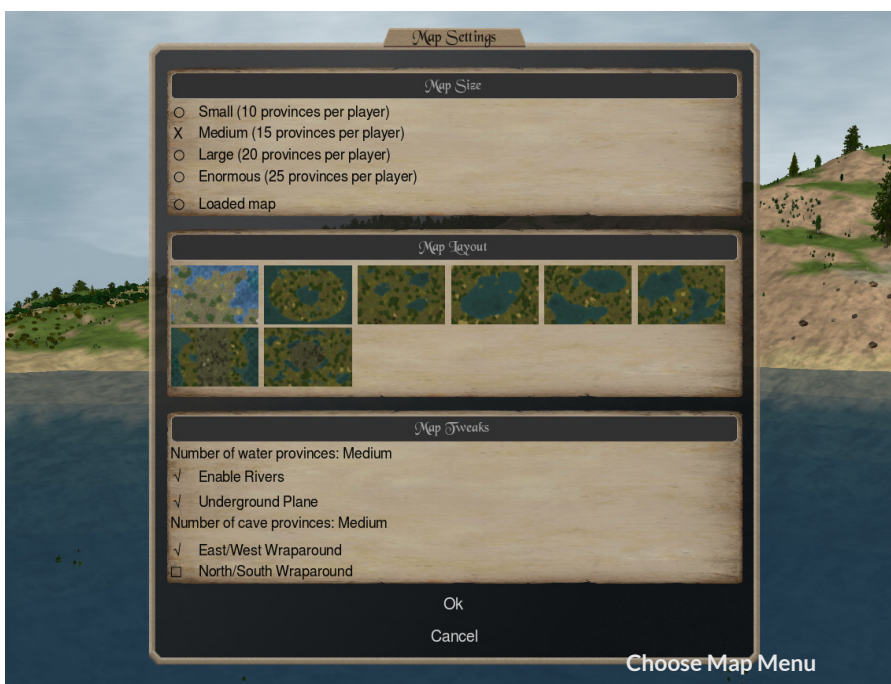 Map Settings
Map Size
Small (10 provinces per player)
X Medium (15 provinces per player)
Large (20 provinces per player)
Enormous (25 provinces per player)
Loaded map
Map Layout
Map Tweaks
Number of water provinces: Medium
√ Enable Rivers
√ Underground Plane
Number of cave provinces: Medium
√ East/West Wraparound
North/South Wraparound
Ok
Cancel
Choose Map Menu